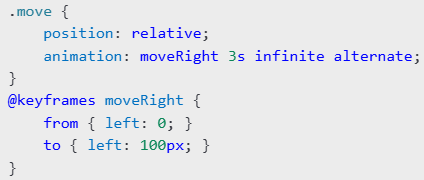 .move {
    position: relative;
    animation: moveRight 3s infinite alternate;
}
@keyframes moveRight {
    from { left: 0; }
    to { left: 100px; }
}